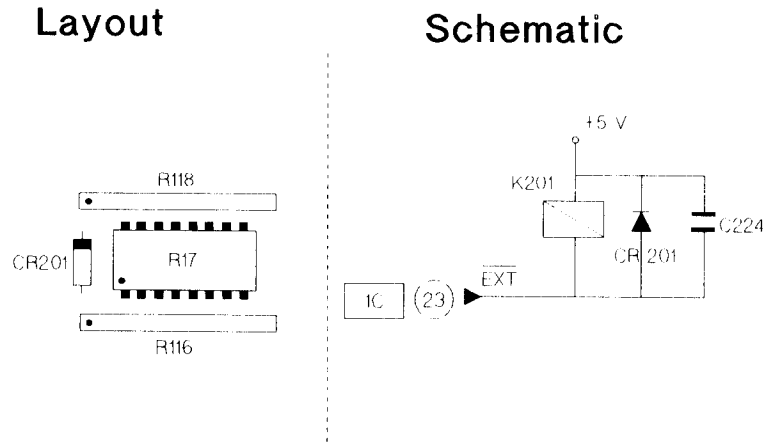 Layout
R118
CR201
R17
R116
Schematic
+5 V
K201
C224
CR 201
EXT
1C
(23)